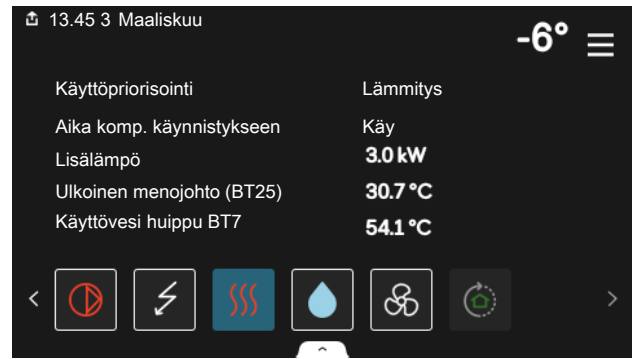 13.45 3 Maaliskuu
-6°
Käyttöpriorisointi Lämmitys
Aika komp. käynnistykseen Käy
Lisälämpö 3.0 kW
Ulkoinen menojohto (BT25) 30.7 °C
Käyttövesi huippu BT7 54.1 °C